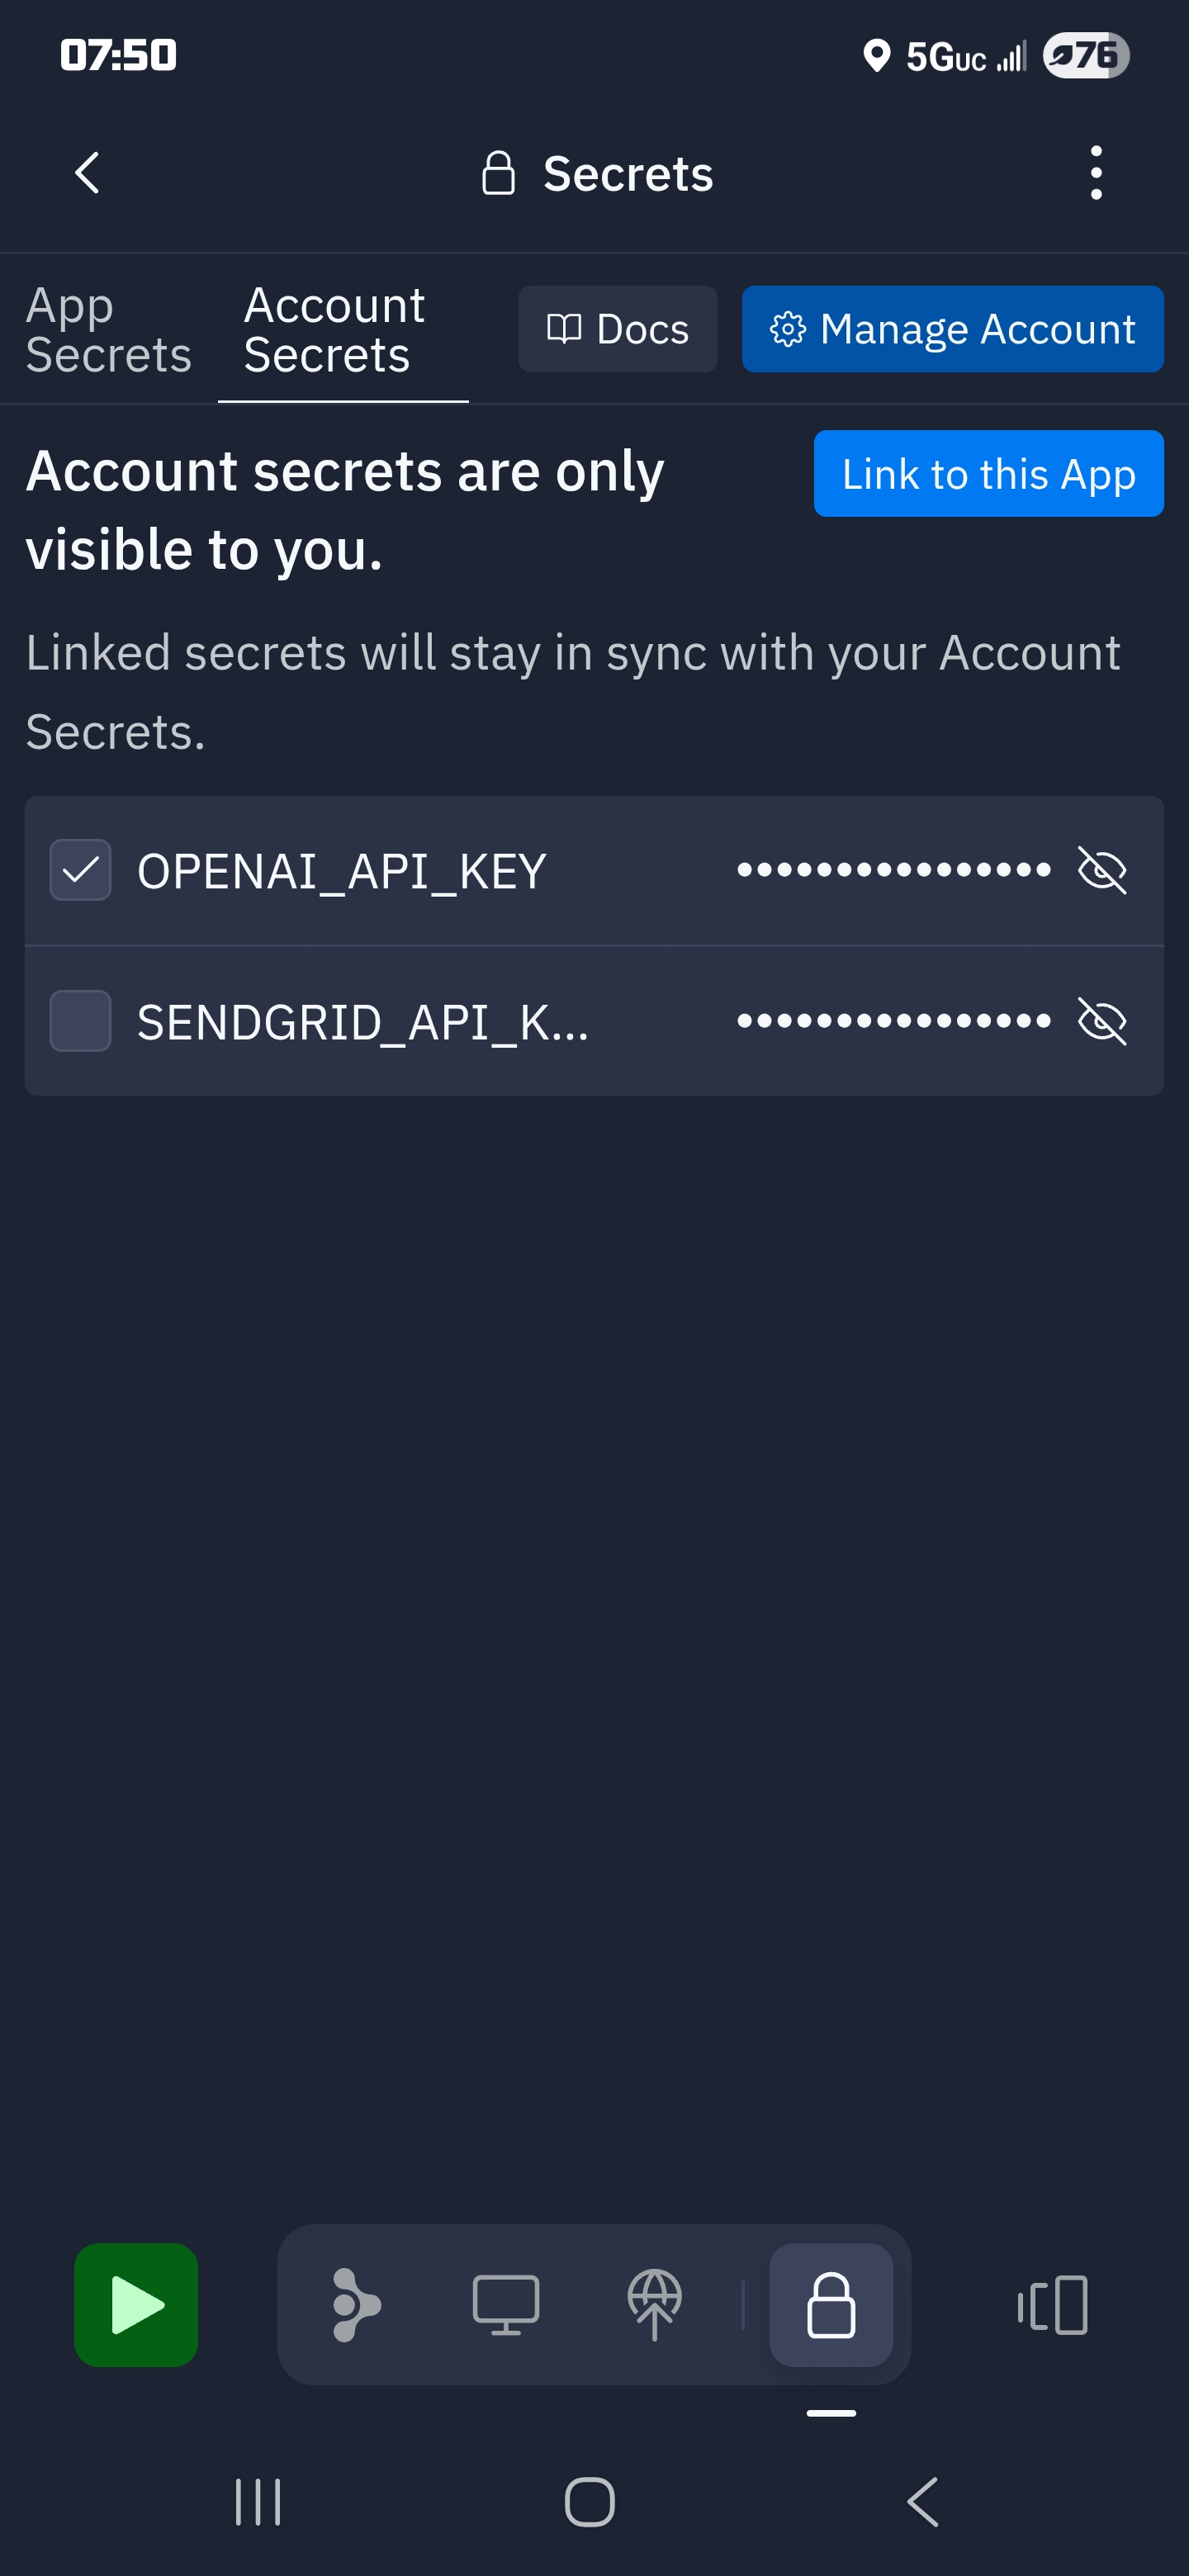 07:50
5GUC
76
Secrets
App
Secrets
Account
Secrets
Docs
Manage Account
Account secrets are only
visible to you.
Link to this App
Linked secrets will stay in sync with your Account
Secrets.
OPENAI_API_KEY ••••••••••••••••
SENDGRID_API_K... ••••••••••••••••